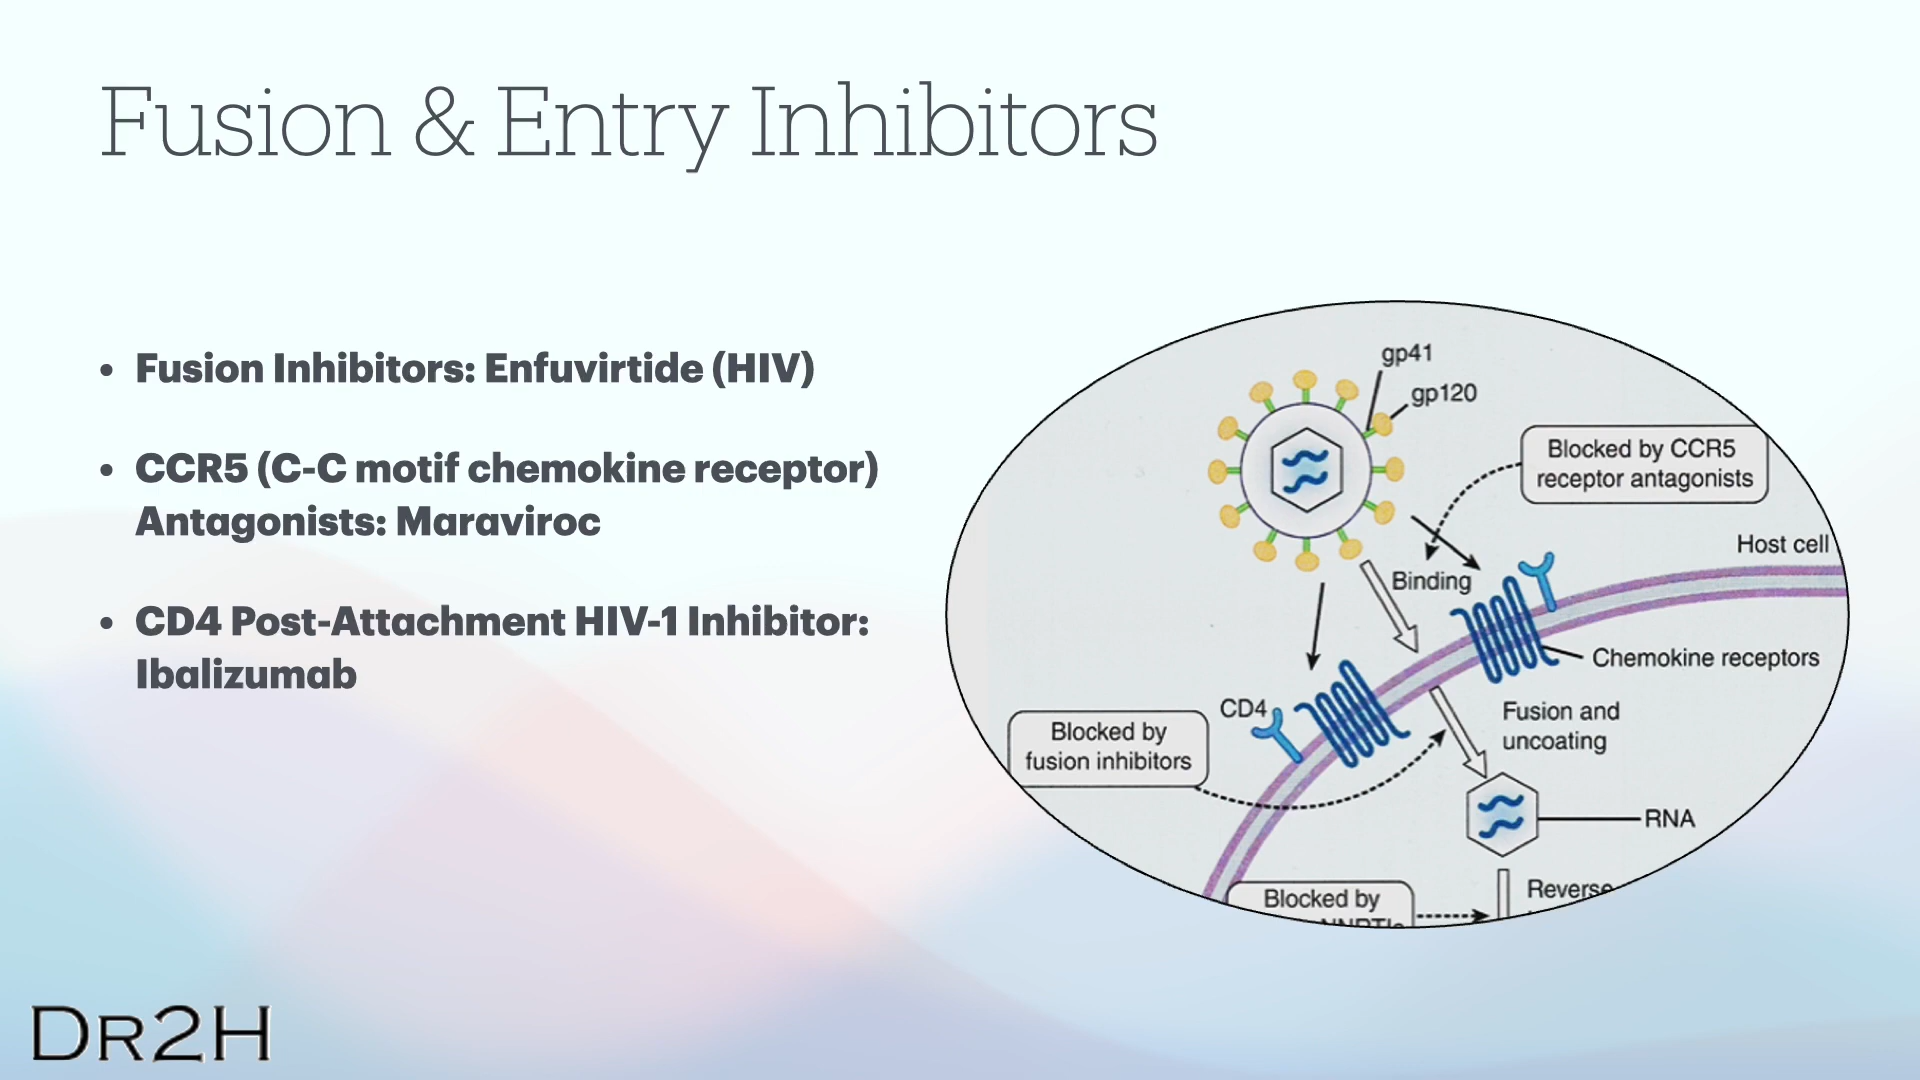 Fusion & Entry Inhibitors
• Fusion Inhibitors: Enfuvirtide (HIV)
• CCR5 (C-C motif chemokine receptor)
Antagonists: Maraviroc
• CD4 Post-Attachment HIV-1 Inhibitor:
Ibalizumab
gp41
gp120
Blocked by CCR5
receptor antagonists
Host cell
Binding
Chemokine receptors
CD4
Fusion and
uncoating
Blocked by
fusion inhibitors
RNA
Blocked by
Reverse
DR2H